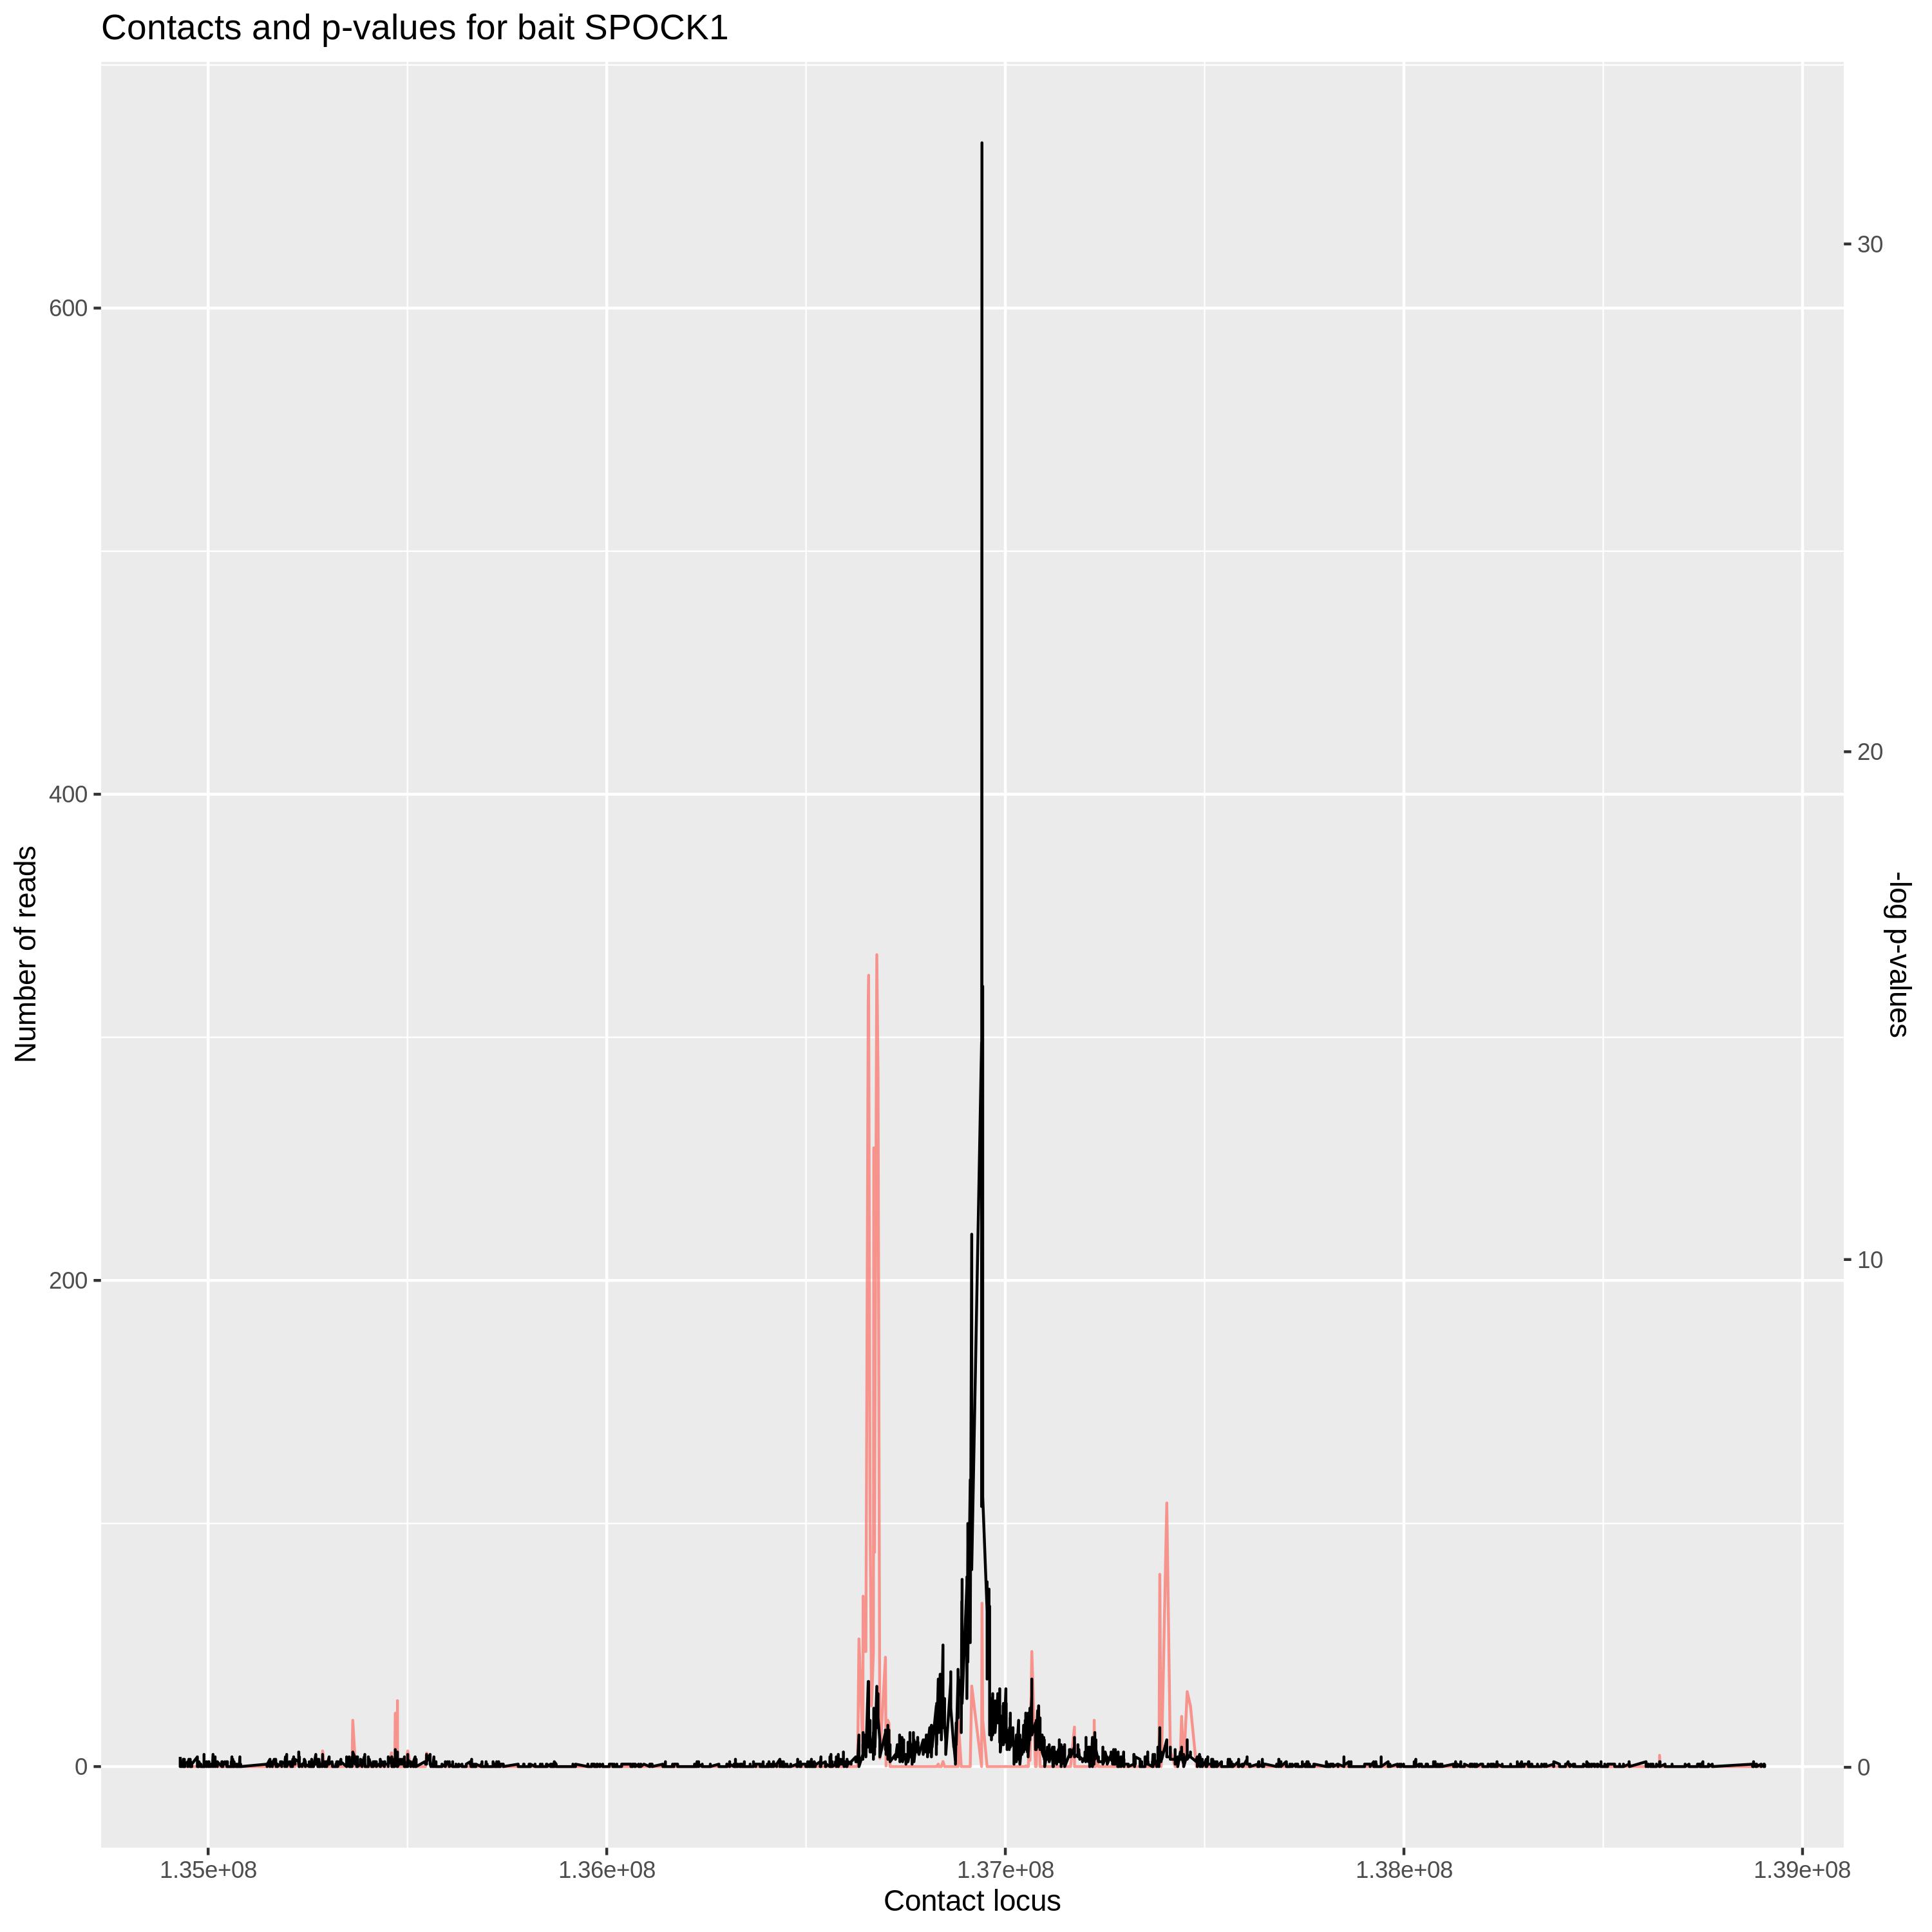 Contacts and p-values for bait SPOCK1
600
400
200
0
Number of reads
30
20
10
0
-log p-values
1.35e+08
1.36e+08
1.37e+08
1.38e+08
1.39e+08
Contact locus